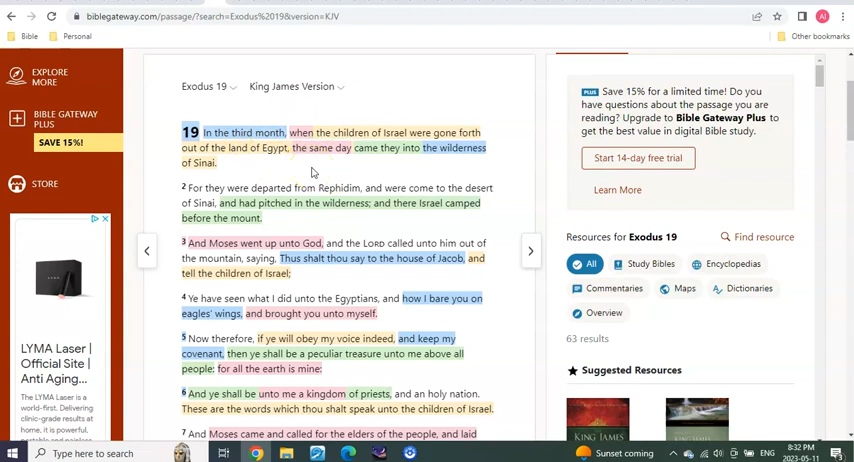 biblegateway.com/passage/?search=Exodus%2019&version=KJV
AI
Bible
Personal
Other bookmarks
EXPLORE
MORE
BIBLE GATEWAY
PLUS
SAVE 15%!
STORE
LYMA Laser |
Official Site |
Anti Aging...
The LYMA Laser is a
world-first. Delivering
clinic-grade results at
home, it is powerful,
Exodus 19
King James Version
19 In the third month, when the children of Israel were gone forth
out of the land of Egypt, the same day came they into the wilderness
of Sinai.
2 For they were departed from Rephidim, and were come to the desert
of Sinai, and had pitched in the wilderness; and there Israel camped
before the mount.
3 And Moses went up unto God, and the LORD called unto him out of
the mountain, saying, Thus shalt thou say to the house of Jacob, and
tell the children of Israel;
4 Ye have seen what I did unto the Egyptians, and how I bare you on
eagles' wings, and brought you unto myself.
5 Now therefore, if ye will obey my voice indeed, and keep my
covenant, then ye shall be a peculiar treasure unto me above all
people: for all the earth is mine:
6 And ye shall be unto me a kingdom of priests, and an holy nation.
These are the words which thou shalt speak unto the children of Israel.
7 And Moses came and called for the elders of the people, and laid
PLUS Save 15% for a limited time! Do you
have questions about the passage you are
reading? Upgrade to Bible Gateway Plus to
get the best value in digital Bible study.
Start 14-day free trial
Learn More
Resources for Exodus 19
Find resource
All
Study Bibles
Encyclopedias
Commentaries
Maps
Dictionaries
Overview
63 results
Suggested Resources
KING JAMES
Type here to search
Sunset coming
ENG
8:32 PM
2023-05-11
3